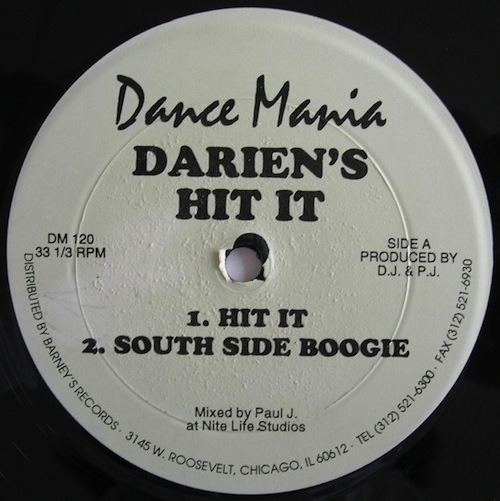 Dance Mania
DARIEN'S
HIT IT
DM 120
33 1/3 RPM
SIDE A
PRODUCED BY
D.J. & P.J.
1. HIT IT
2. SOUTH SIDE BOOGIE
Mixed by Paul J.
at Nite Life Studios
DISTRIBUTED BY BARNEY'S RECORDS · 3145 W. ROOSEVELT, CHICAGO, IL 60612 · TEL (312) 521-6300 · FAX (312) 521-6930